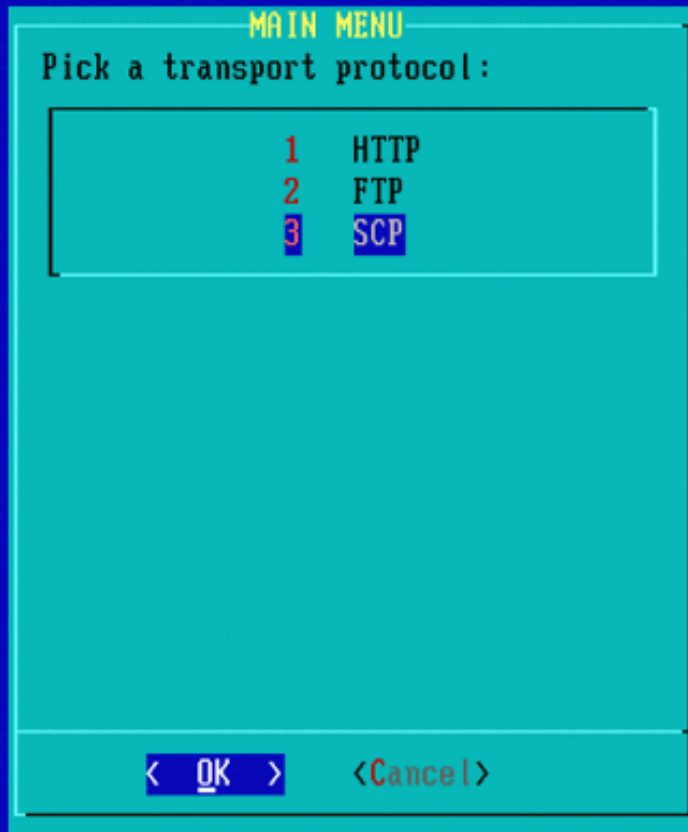 MAIN MENU
Pick a transport protocol:
1 HTTP
2 FTP
3 SCP
< OK > <Cancel>